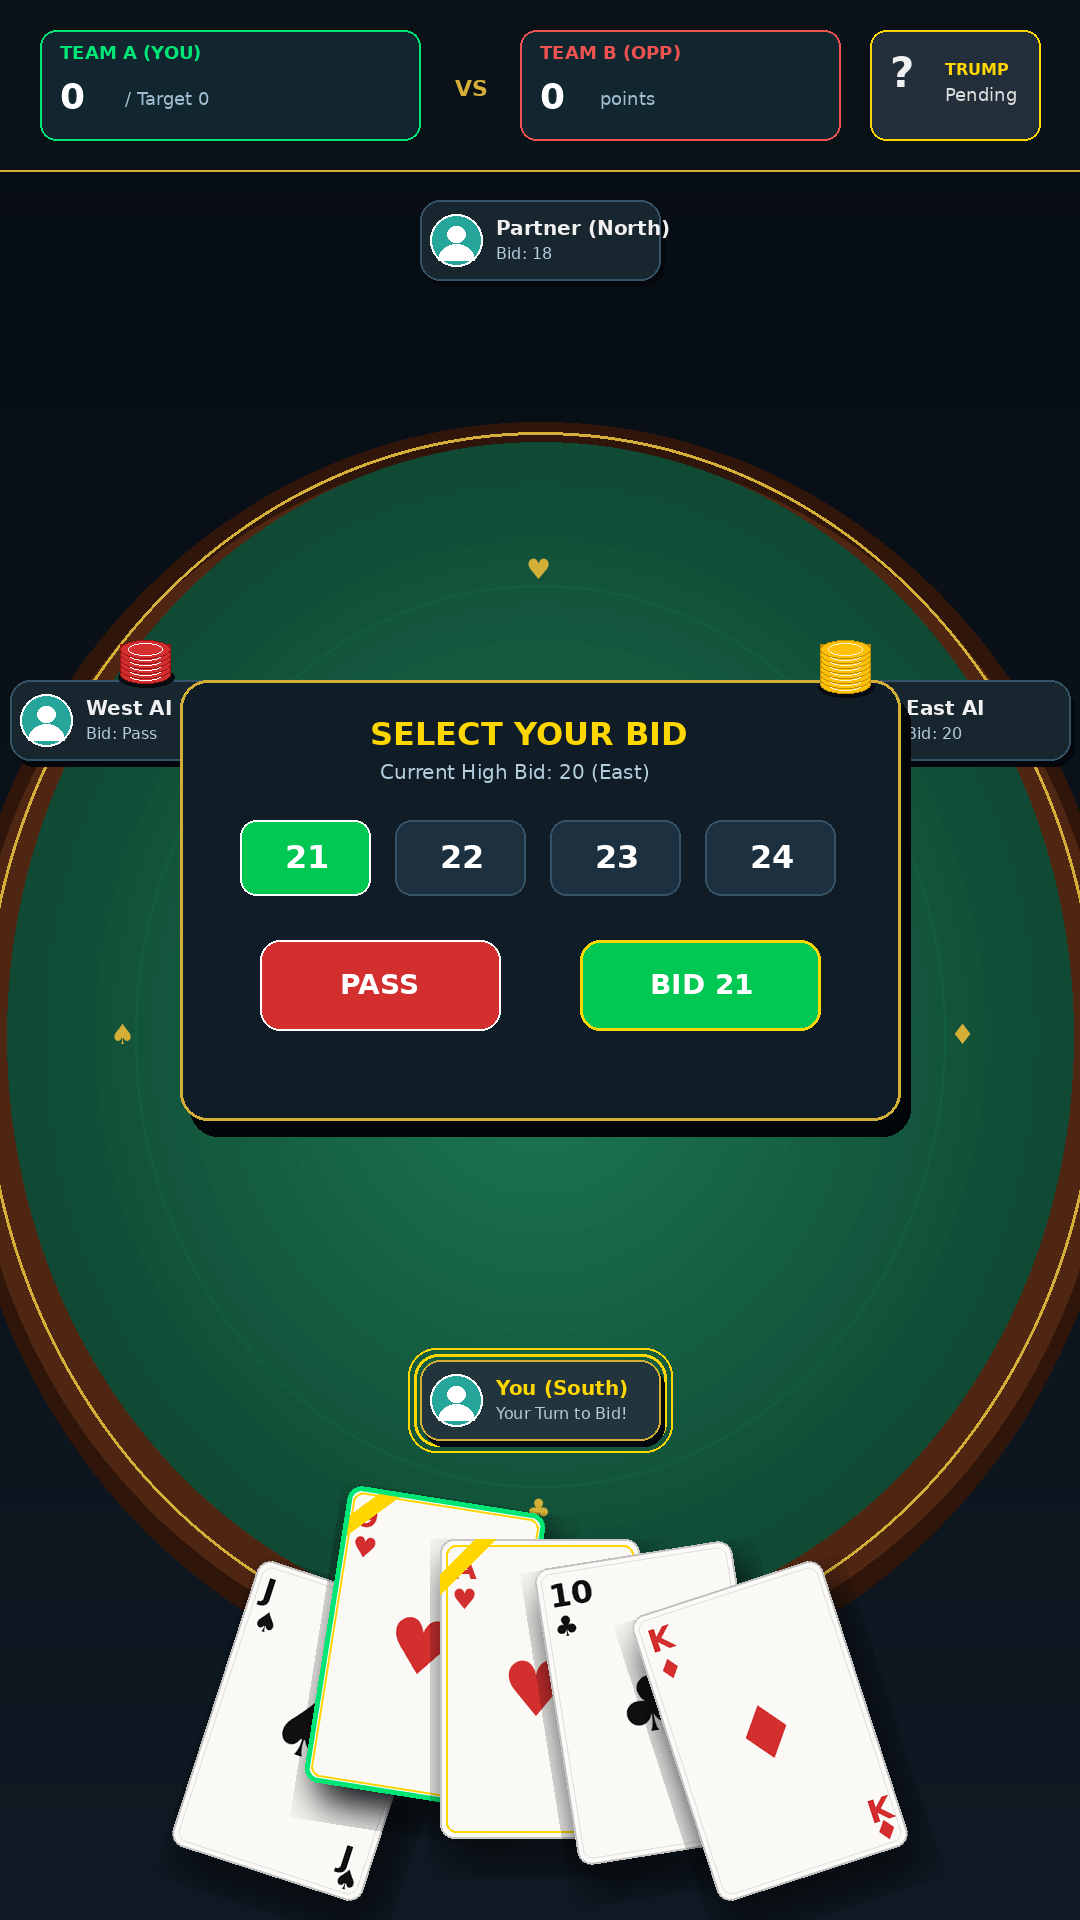 TEAM A (YOU)
0 / Target 0
VS
TEAM B (OPP)
0 points
?
TRUMP
Pending
Partner (North)
Bid: 18
West AI
Bid: Pass
East AI
Bid: 20
SELECT YOUR BID
Current High Bid: 20 (East)
21 22 23 24
PASS
BID 21
You (South)
Your Turn to Bid!
J
A
10
K
K
J